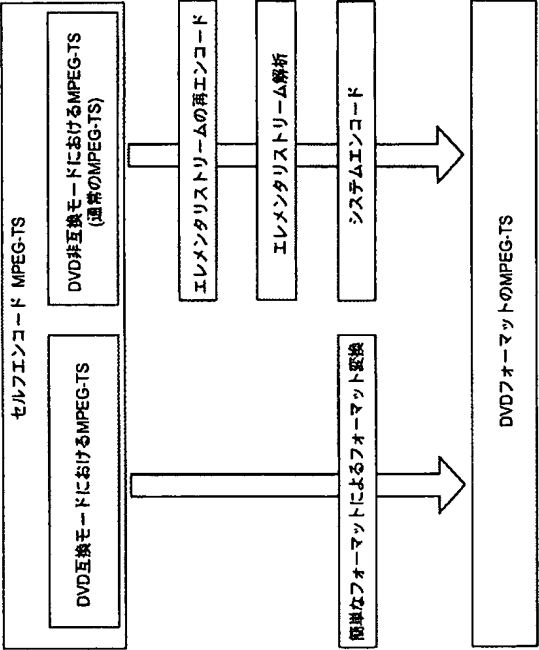 セルフエンコード MPEG-TS
DVD互換モードにおけるMPEG-TS
DVD非互換モードにおけるMPEG-TS
(通常のMPEG-TS)
エレメンタリストリームの再エンコード
エレメンタリストリーム解析
システムエンコード
簡単なフォーマットによるフォーマット変換
DVDフォーマットのMPEG-TS